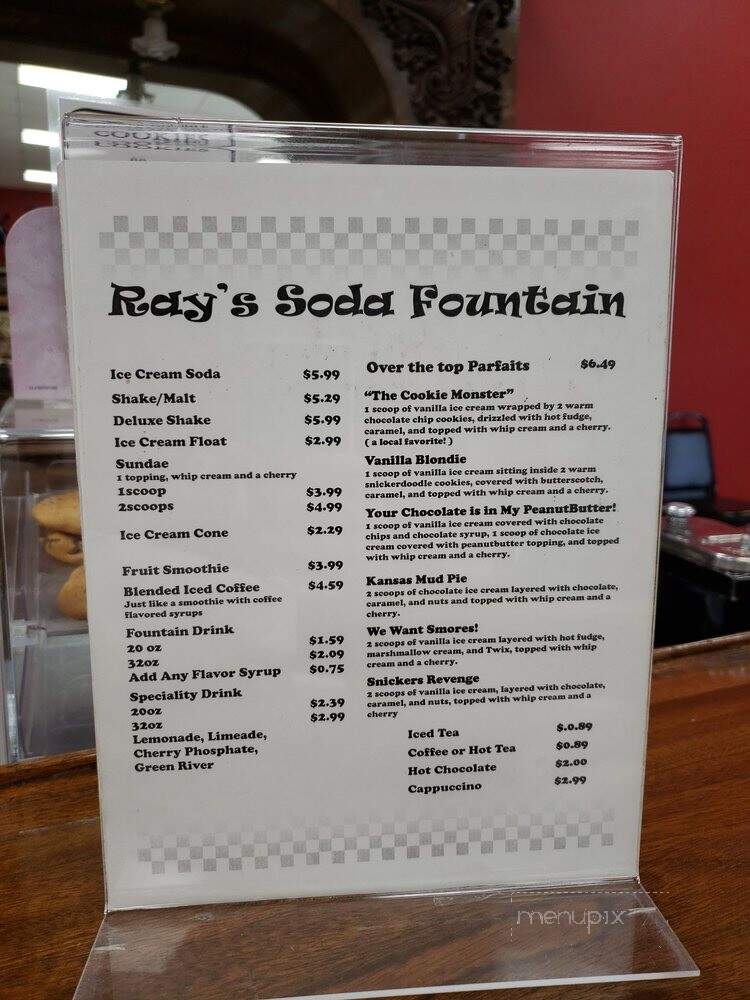 COOKIES
Ray's Soda Fountain
Ice Cream Soda $5.99
Shake/Malt $5.29
Deluxe Shake $5.99
Ice Cream Float $2.99
Sundae
1 topping, whip cream and a cherry
1scoop $3.99
2scoops $4.99
Ice Cream Cone $2.29
Fruit Smoothie $3.99
Blended Iced Coffee $4.59
Just like a smoothie with coffee
flavored syrups
Fountain Drink
20 oz $1.59
32oz $2.09
Add Any Flavor Syrup $0.75
Speciality Drink
20oz $2.39
32oz $2.99
Lemonade, Limeade,
Cherry Phosphate,
Green River
Over the top Parfaits $6.49
"The Cookie Monster"
1 scoop of vanilla ice cream wrapped by 2 warm
chocolate chip cookies, drizzled with hot fudge,
caramel, and topped with whip cream and a cherry.
( a local favorite! )
Vanilla Blondie
1 scoop of vanilla ice cream sitting inside 2 warm
snickerdoodle cookies, covered with butterscotch,
caramel, and topped with whip cream and a cherry.
Your Chocolate is in My PeanutButter!
1 scoop of vanilla ice cream covered with chocolate
chips and chocolate syrup, 1 scoop of chocolate ice
cream covered with peanutbutter topping, and topped
with whip cream and a cherry.
Kansas Mud Pie
2 scoops of chocolate ice cream layered with chocolate,
caramel, and nuts and topped with whip cream and a
cherry.
We Want Smores!
2 scoops of vanilla ice cream layered with hot fudge,
marshmallow cream, and Twix, topped with whip
cream and a cherry.
Snickers Revenge
2 scoops of vanilla ice cream, layered with chocolate,
caramel, and nuts, topped with whip cream and a
cherry
Iced Tea $.0.89
Coffee or Hot Tea $0.89
Hot Chocolate $2.00
Cappuccino $2.99
menupix